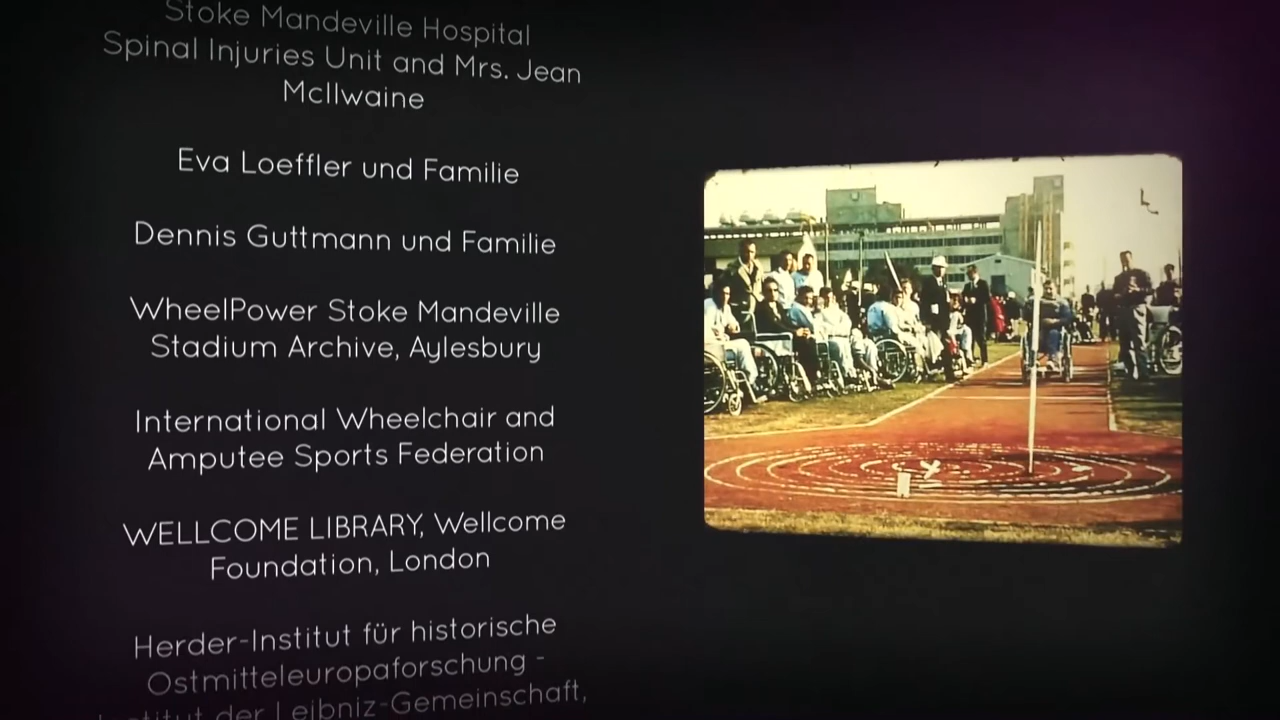 Stoke Mandeville Hospital
Spinal Injuries Unit and Mrs. Jean
McIlwaine
Eva Loeffler und Familie
Dennis Guttmann und Familie
WheelPower Stoke Mandeville
Stadium Archive, Aylesbury
International Wheelchair and
Amputee Sports Federation
WELLCOME LIBRARY, Wellcome
Foundation, London
Herder-Institut für historische
Ostmitteleuropaforschung -
Institut der Leibniz-Gemeinschaft,